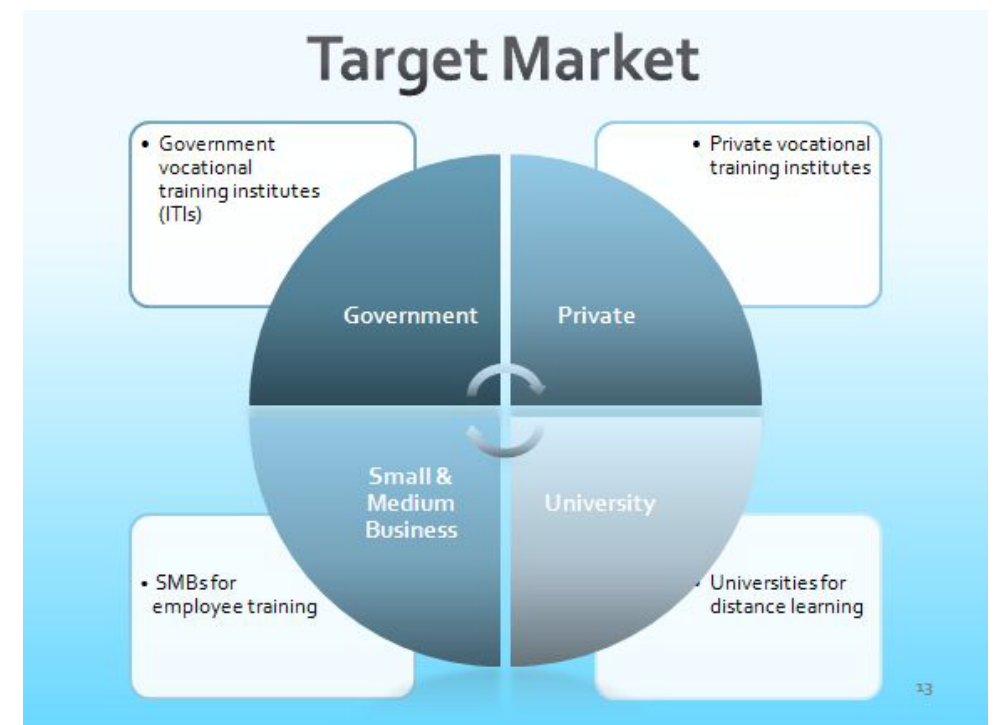 Target Market
• Government
vocational
training institutes
(ITIs)
• Private vocational
training institutes
Government
Private
Small &
Medium
Business
University
• SMBs for
employee training
• Universities for
distance learning
13